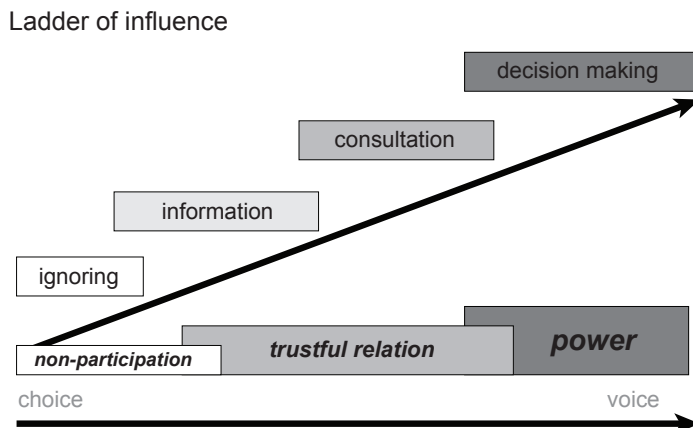 Ladder of influence
decision making
consultation
information
ignoring
non-participation
trustful relation
power
choice
voice